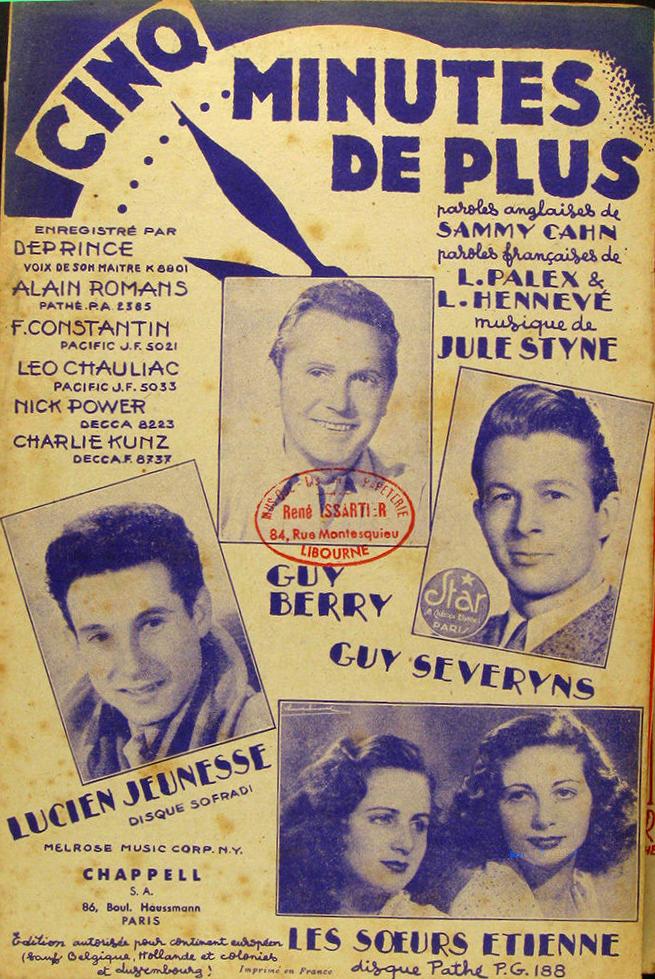 CINQ
MINUTES
DE PLUS
paroles anglaises de
SAMMY CAHN
paroles françaises de
L. PALEX &
L. HENNEVÉ
musique de
JULE STYNE
ENREGISTRÉ PAR
DEPRINCE
VOIX DE SON MAITRE K 8801
ALAIN ROMANS
PATHÉ. P.A. 2385
F. CONSTANTIN
PACIFIC J.F. 5021
LEO CHAULIAC
PACIFIC J.F. 5033
NICK POWER
DECCA 8223
CHARLIE KUNZ
DECCA.F. 8737
PAPETERIE
René ISSARTIER
84, Rue Montesquieu
LIBOURNE
GUY
BERRY
Star
PARIS
GUY SEVERYNS
LUCIEN JEUNESSE
DISQUE SOFRADI
MELROSE MUSIC CORP. N.Y.
CHAPPELL
S. A.
86, Boul. Haussmann
PARIS
Édition autorisée pour continent européen
(sauf Belgique, Hollande et colonies
et Luxembourg)
Imprimé en France
LES SŒURS ETIENNE
disque Pathé P.G. 188